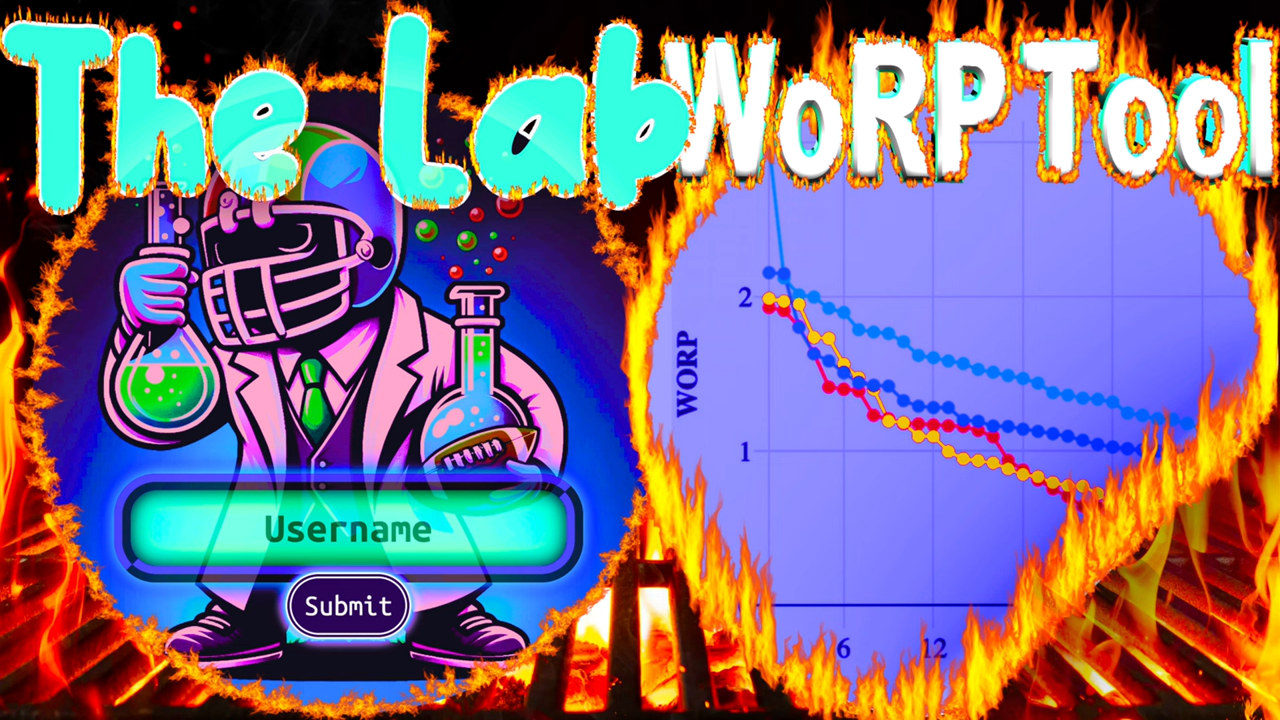 The Lab
WoRP Tool
2
WORP
1
Username
Submit
6 12